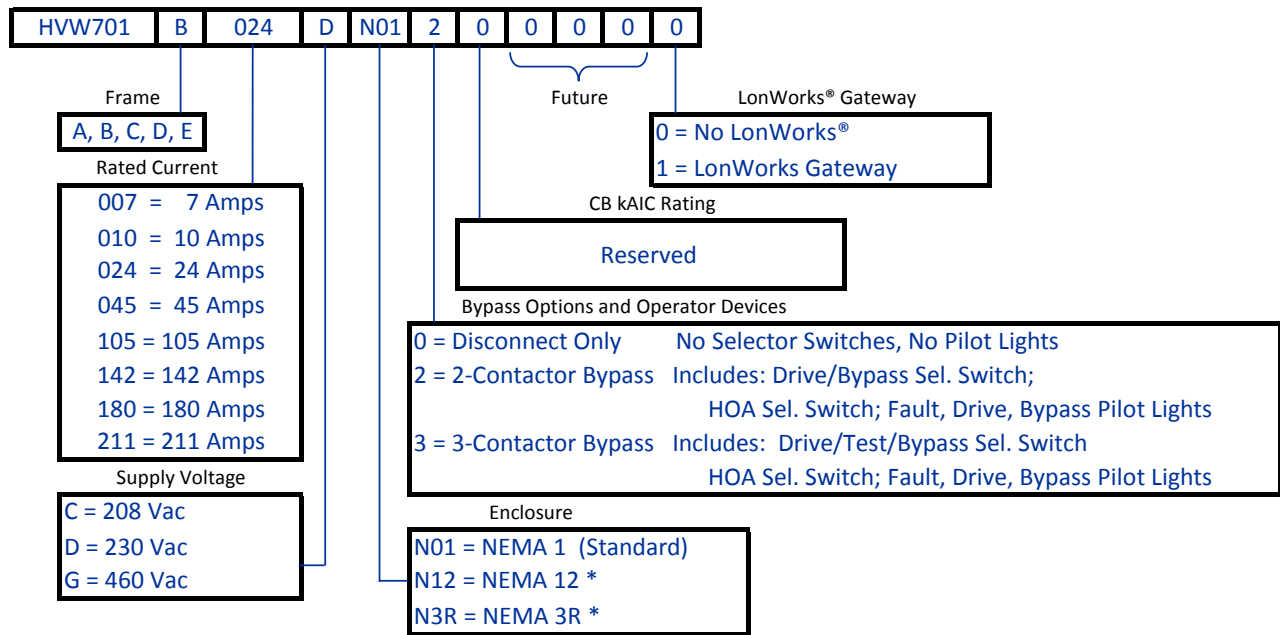 HVW701 B 024 D N01 2 0 0 0 0 0
Frame
A, B, C, D, E
Future
LonWorks® Gateway
0 = No LonWorks®
1 = LonWorks Gateway
Rated Current
007 = 7 Amps
010 = 10 Amps
024 = 24 Amps
045 = 45 Amps
105 = 105 Amps
142 = 142 Amps
180 = 180 Amps
211 = 211 Amps
CB kAIC Rating
Reserved
Bypass Options and Operator Devices
0 = Disconnect Only No Selector Switches, No Pilot Lights
2 = 2-Contactor Bypass Includes: Drive/Bypass Sel. Switch;
HOA Sel. Switch; Fault, Drive, Bypass Pilot Lights
3 = 3-Contactor Bypass Includes: Drive/Test/Bypass Sel. Switch
HOA Sel. Switch; Fault, Drive, Bypass Pilot Lights
Supply Voltage
C = 208 Vac
D = 230 Vac
G = 460 Vac
Enclosure
N01 = NEMA 1 (Standard)
N12 = NEMA 12 *
N3R = NEMA 3R *